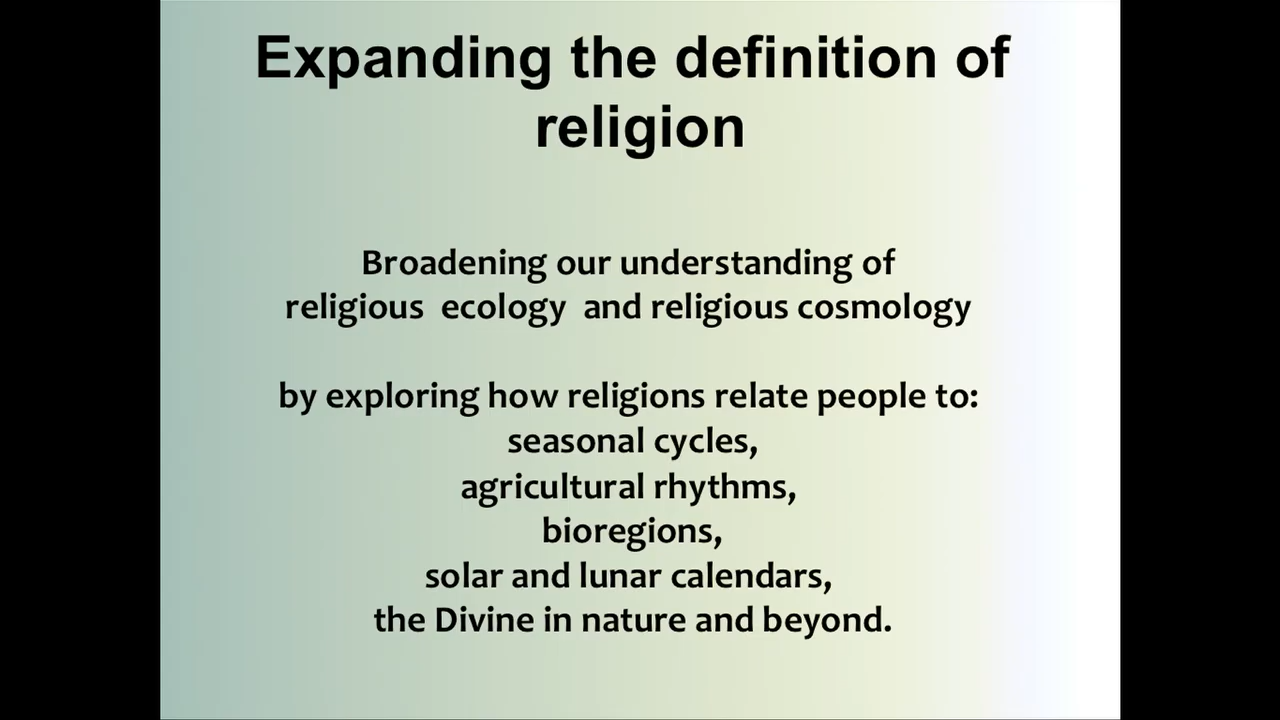 Expanding the definition of
religion
Broadening our understanding of
religious ecology and religious cosmology
by exploring how religions relate people to:
seasonal cycles,
agricultural rhythms,
bioregions,
solar and lunar calendars,
the Divine in nature and beyond.